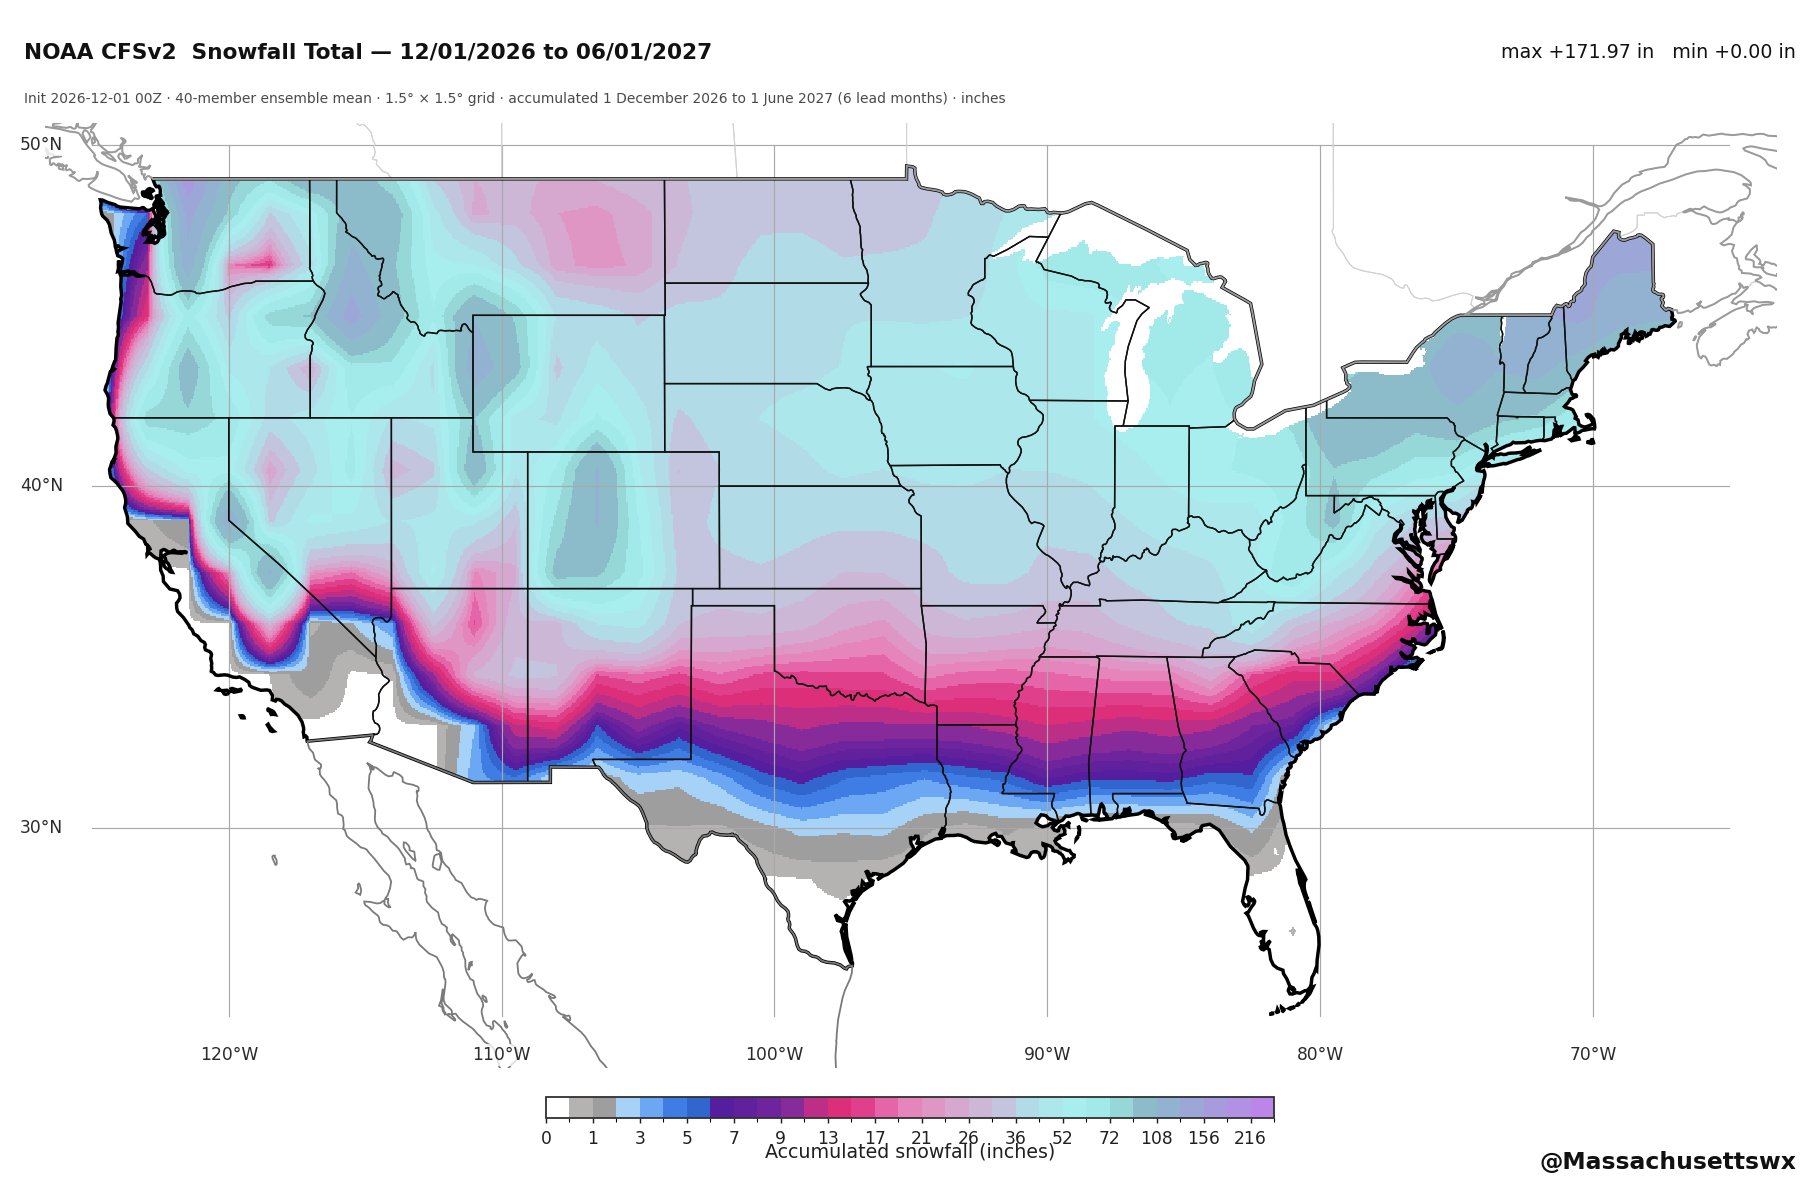 NOAA CFSv2  Snowfall Total — 12/01/2026 to 06/01/2027
max +171.97 in   min +0.00 in
Init 2026-12-01 00Z · 40-member ensemble mean · 1.5° × 1.5° grid · accumulated 1 December 2026 to 1 June 2027 (6 lead months) · inches
50°N
40°N
30°N
120°W 110°W 100°W 90°W 80°W 70°W
0 1 3 5 7 9 13 17 21 26 36 52 72 108 156 216
Accumulated snowfall (inches)
@Massachusettswx